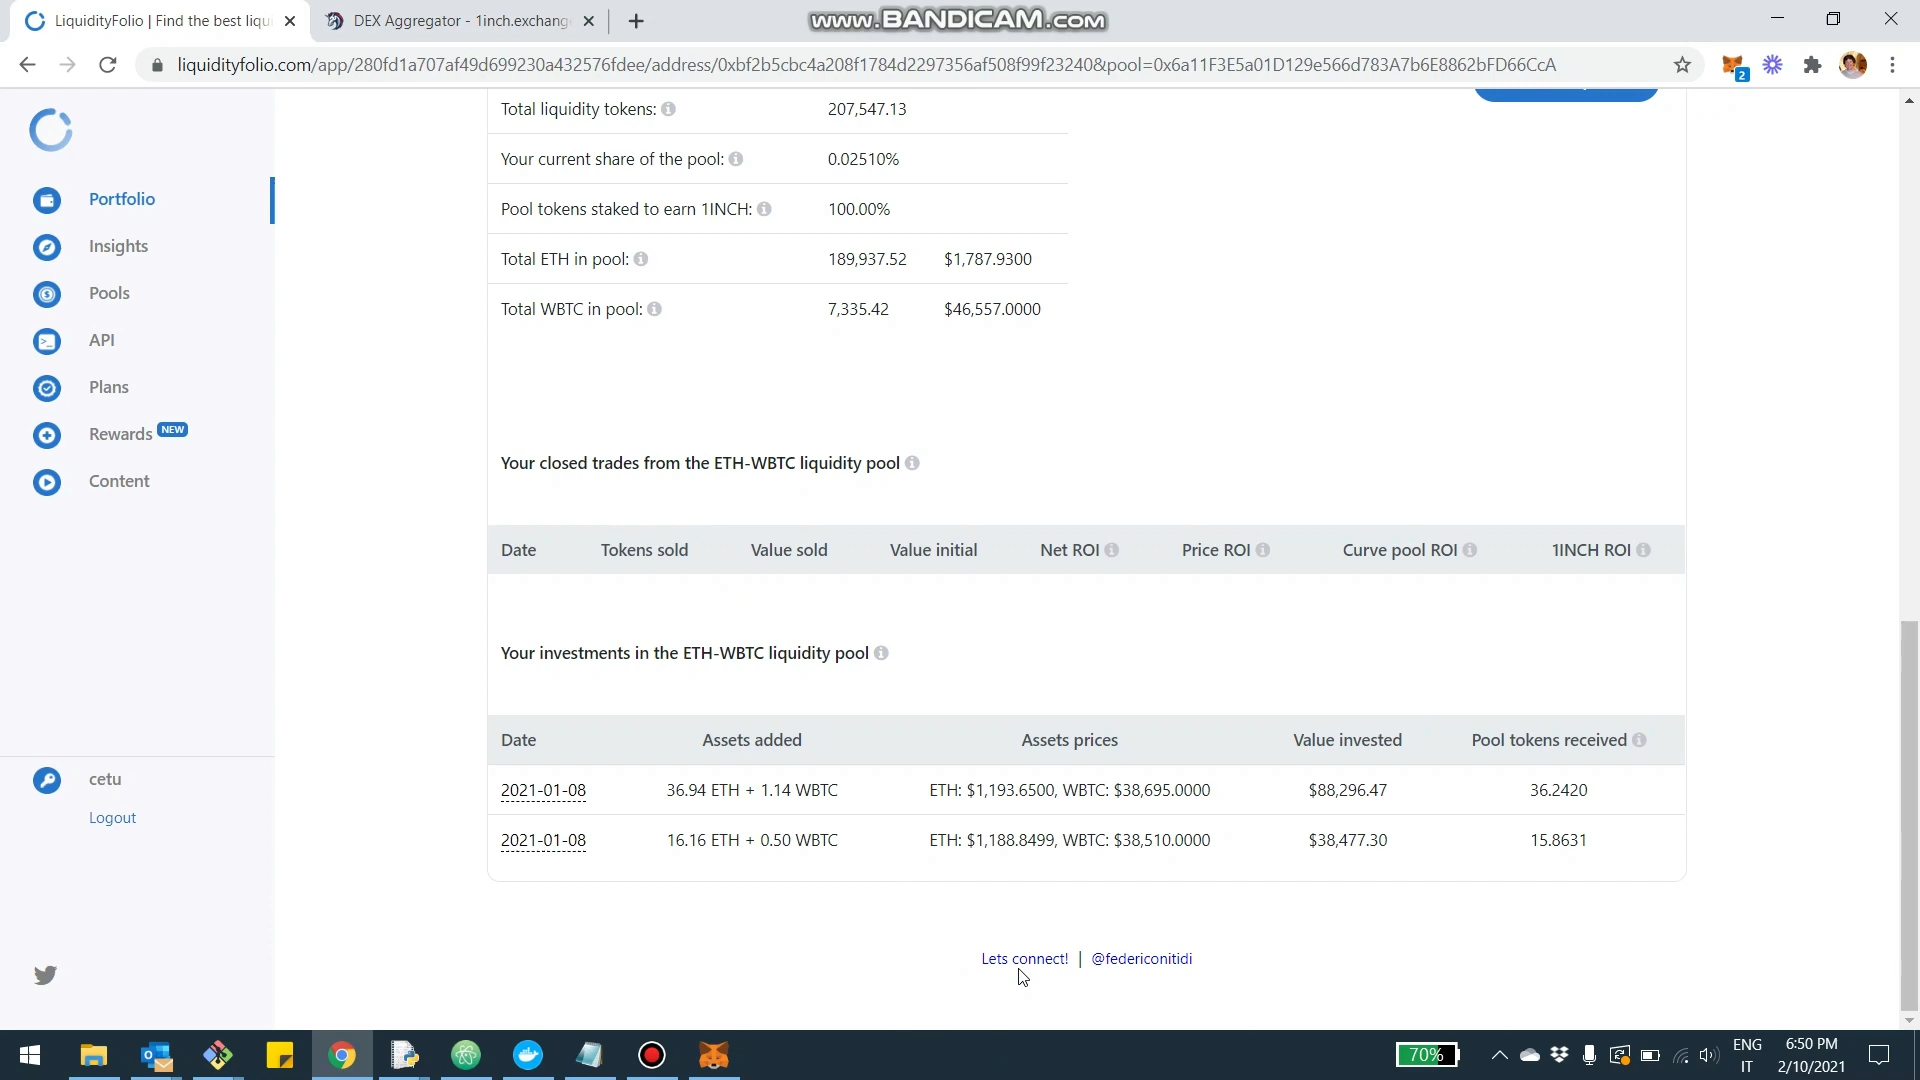 LiquidityFolio | Find the best liqui
DEX Aggregator - 1inch.exchange
www.BANDICAM.com
liquidityfolio.com/app/280fd1a707af49d699230a432576fdee/address/0xbf2b5cbc4a208f1784d2297356af508f99f23240&pool=0x6a11F3E5a01D129e566d783A7b6E8862bFD66CcA
2
Total liquidity tokens: 207,547.13
Your current share of the pool: 0.02510%
Pool tokens staked to earn 1INCH: 100.00%
Total ETH in pool: 189,937.52 $1,787.9300
Total WBTC in pool: 7,335.42 $46,557.0000
Portfolio
Insights
Pools
API
Plans
Rewards NEW
Content
cetu
Logout
Your closed trades from the ETH-WBTC liquidity pool
Date Tokens sold Value sold Value initial Net ROI Price ROI Curve pool ROI 1INCH ROI
Your investments in the ETH-WBTC liquidity pool
Date Assets added Assets prices Value invested Pool tokens received
2021-01-08 36.94 ETH + 1.14 WBTC ETH: $1,193.6500, WBTC: $38,695.0000 $88,296.47 36.2420
2021-01-08 16.16 ETH + 0.50 WBTC ETH: $1,188.8499, WBTC: $38,510.0000 $38,477.30 15.8631
Lets connect! | @federiconitidi
70%
ENG
IT
6:50 PM
2/10/2021